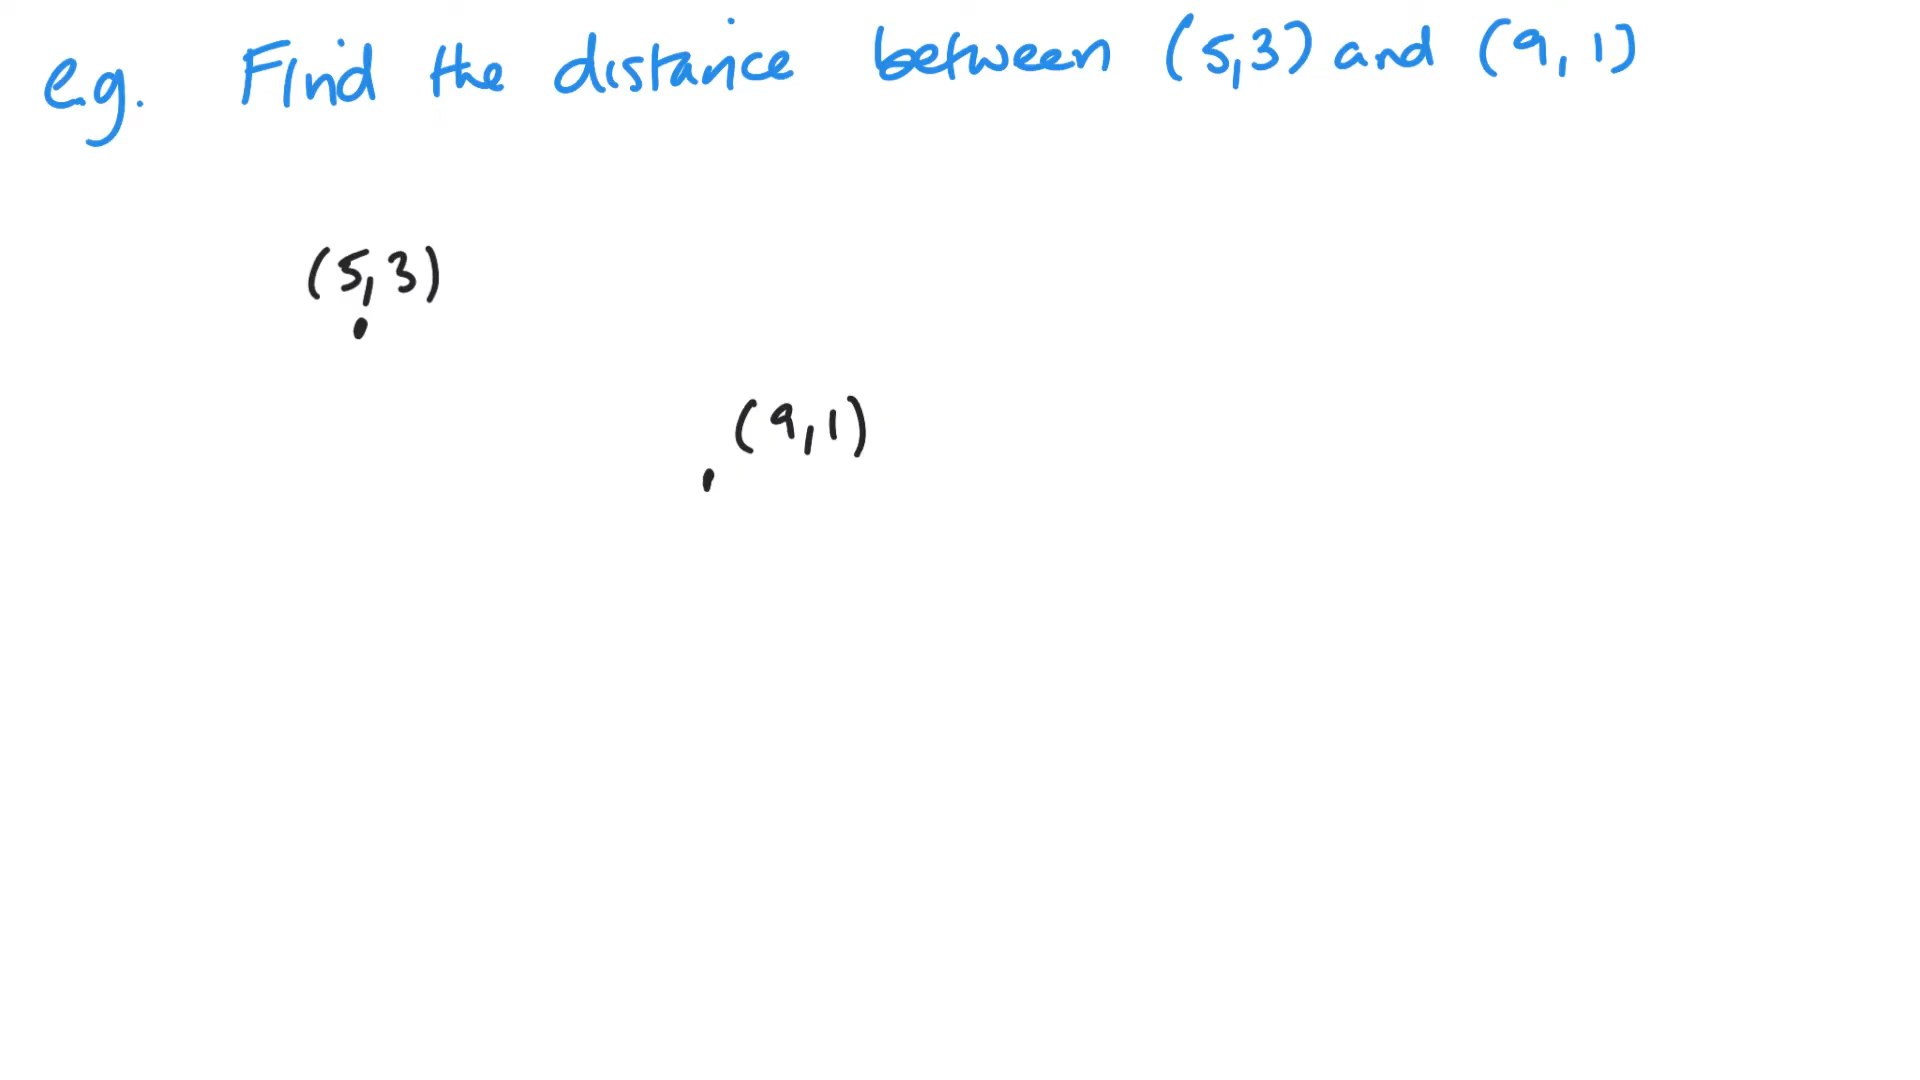 e.g. Find the distance between (5,3) and (9,1)
(5,3)
(9,1)